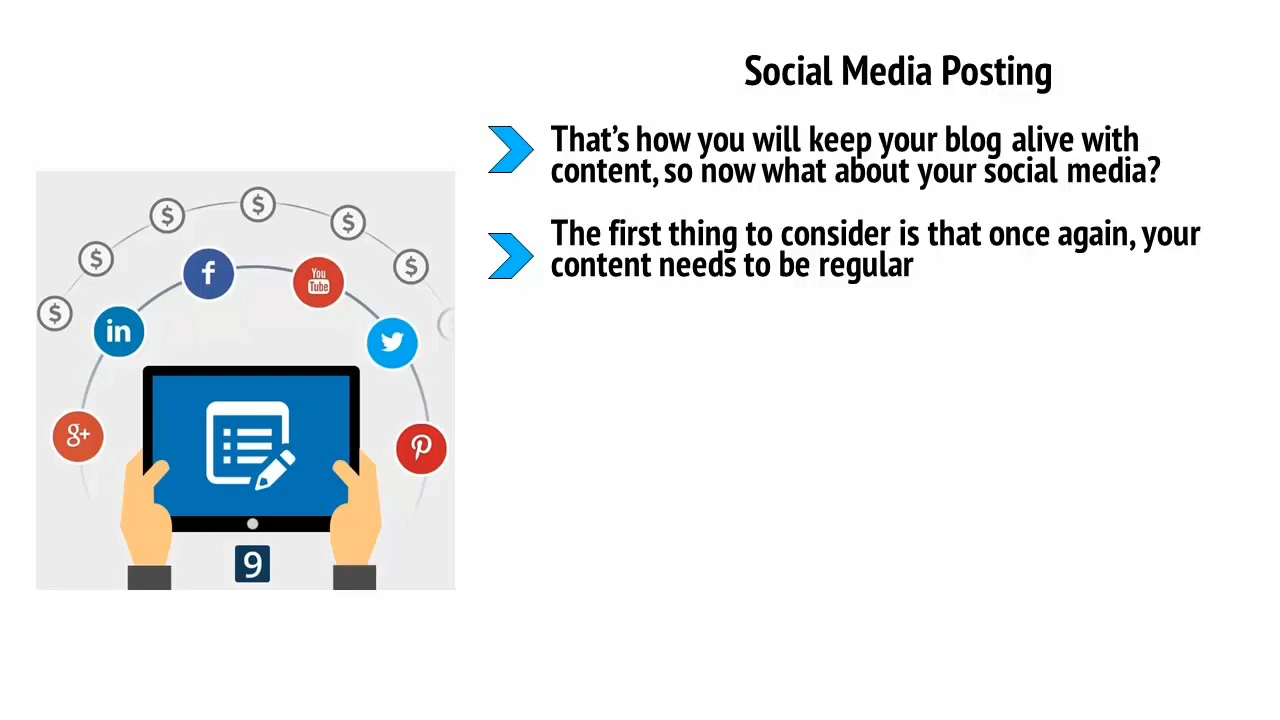 Social Media Posting
That's how you will keep your blog alive with
content, so now what about your social media?
The first thing to consider is that once again, your
content needs to be regular
$
$
$
$
$
$
f
You
Tube
in
g+
9